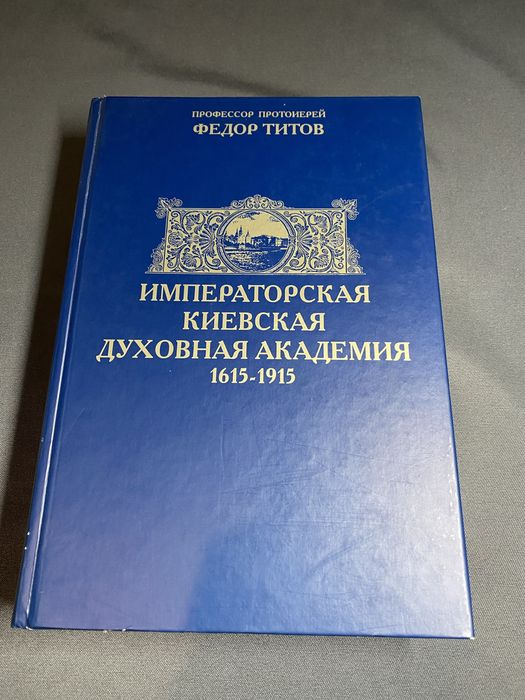 ПРОФЕССОР ПРОТОИЕРЕЙ
ФЕДОР ТИТОВ
ИМПЕРАТОРСКАЯ
КИЕВСКАЯ
ДУХОВНАЯ АКАДЕМИЯ
1615-1915